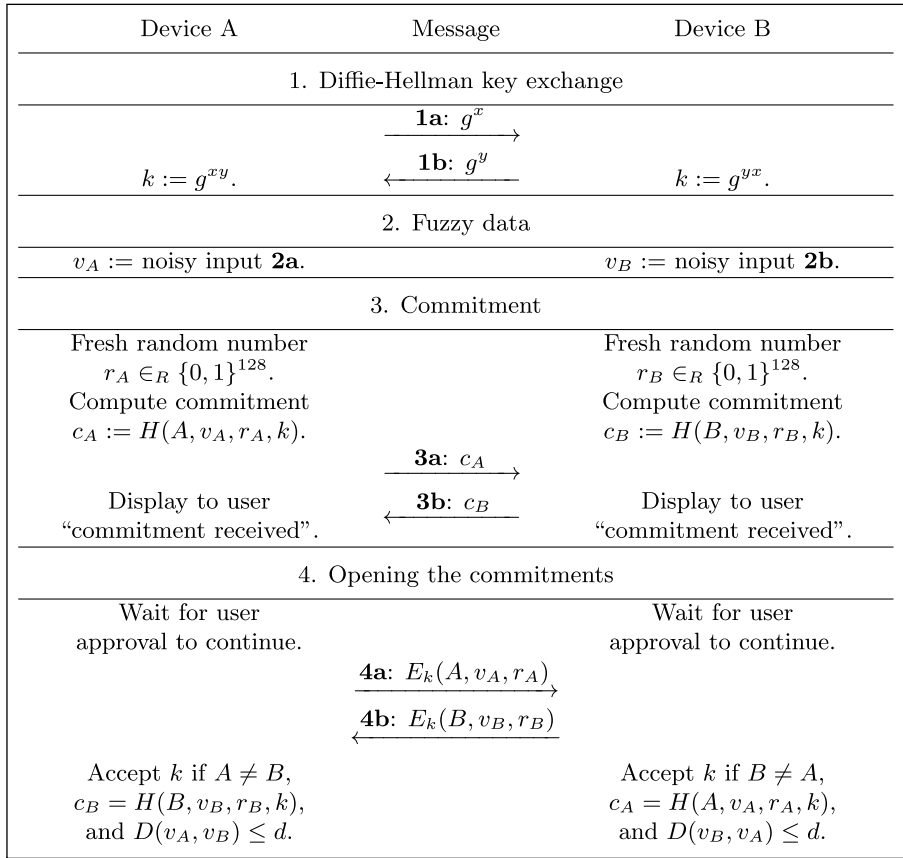 Device A Message Device B
1. Diffie-Hellman key exchange
1a: g^x
1b: g^y
k := g^{xy}. k := g^{yx}.
2. Fuzzy data
v_A := noisy input 2a. v_B := noisy input 2b.
3. Commitment
Fresh random number Fresh random number
r_A ∈_R {0, 1}^{128}. r_B ∈_R {0, 1}^{128}.
Compute commitment Compute commitment
c_A := H(A, v_A, r_A, k). c_B := H(B, v_B, r_B, k).
3a: c_A
Display to user 3b: c_B Display to user
“commitment received”. “commitment received”.
4. Opening the commitments
Wait for user Wait for user
approval to continue. approval to continue.
4a: E_k(A, v_A, r_A)
4b: E_k(B, v_B, r_B)
Accept k if A ≠ B, Accept k if B ≠ A,
c_B = H(B, v_B, r_B, k), c_A = H(A, v_A, r_A, k),
and D(v_A, v_B) ≤ d. and D(v_B, v_A) ≤ d.